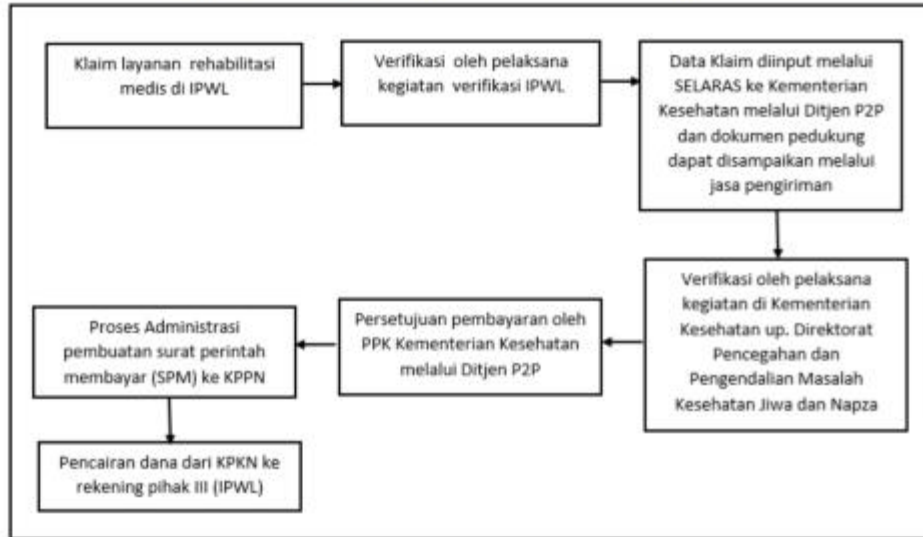 Klaim layanan rehabilitasi
medis di IPWL
Verifikasi oleh pelaksana
kegiatan verifikasi IPWL
Data Klaim diinput melalui
SELARAS ke Kementerian
Kesehatan melalui Ditjen P2P
dan dokumen pedukung
dapat disampaikan melalui
jasa pengiriman
Verifikasi oleh pelaksana
kegiatan di Kementerian
Kesehatan up. Direktorat
Pencegahan dan
Pengendalian Masalah
Kesehatan Jiwa dan Napza
Persetujuan pembayaran oleh
PPK Kementerian Kesehatan
melalui Ditjen P2P
Proses Administrasi
pembuatan surat perintah
membayar (SPM) ke KPPN
Pencairan dana dari KPKN ke
rekening pihak III (IPWL)